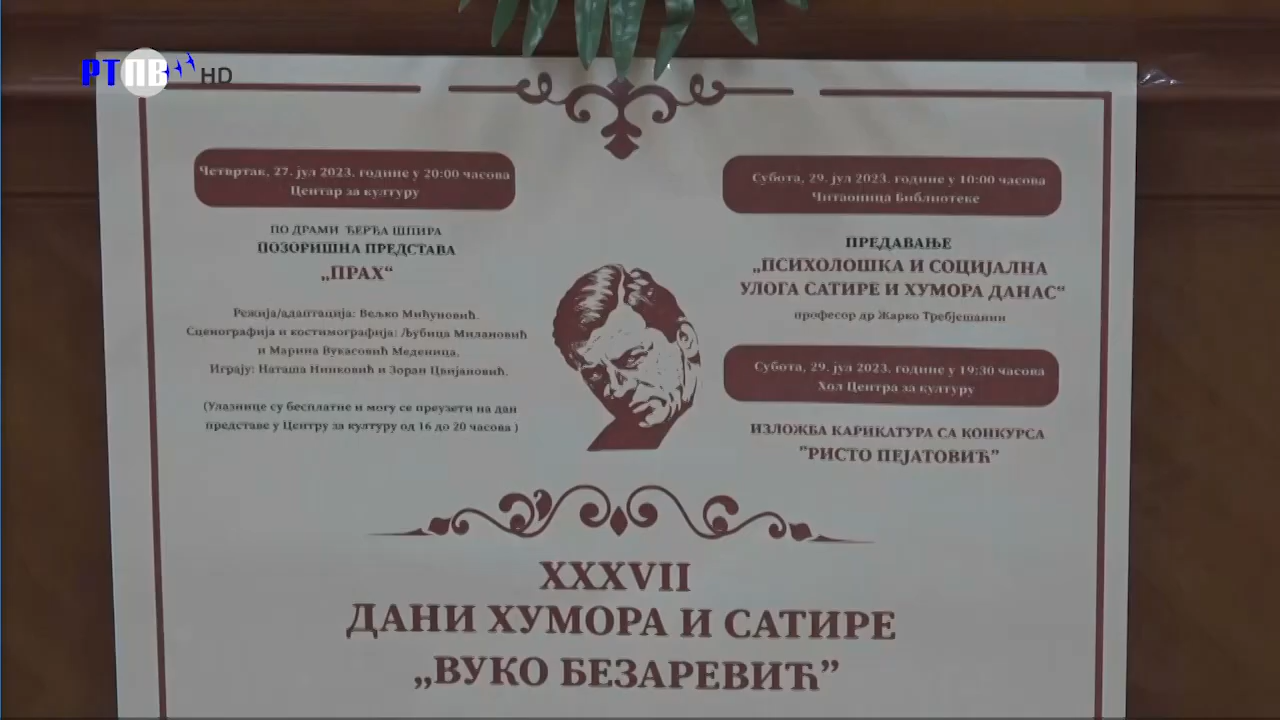 РТ ПВ HD
Четвртак, 27. јул 2023. године у 20:00 часова
Центар за културу
ПО ДРАМИ ЂЕРЂА ШПИРА
ПОЗОРИШНА ПРЕДСТАВА
„ПРАХ“
Режија/адаптација: Вељко Мићуновић.
Сценографија и костимографија: Љубица Милановић
и Марина Вукасовић Меденица.
Играју: Наташа Нинковић и Зоран Цвијановић.
(Улазнице су бесплатне и могу се преузети на дан
представе у Центру за културу од 16 до 20 часова )
Субота, 29. јул 2023. године у 10:00 часова
Читаоница Библиотеке
ПРЕДАВАЊЕ
„ПСИХОЛОШКА И СОЦИЈАЛНА
УЛОГА САТИРЕ И ХУМОРА ДАНАС“
професор др Жарко Требјешанин
Субота, 29. јул 2023. године у 19:30 часова
Хол Центра за културу
ИЗЛОЖБА КАРИКАТУРА СА КОНКУРСА
”РИСТО ПЕЈАТОВИЋ”
XXXVII
ДАНИ ХУМОРА И САТИРЕ
„ВУКО БЕЗАРЕВИЋ”